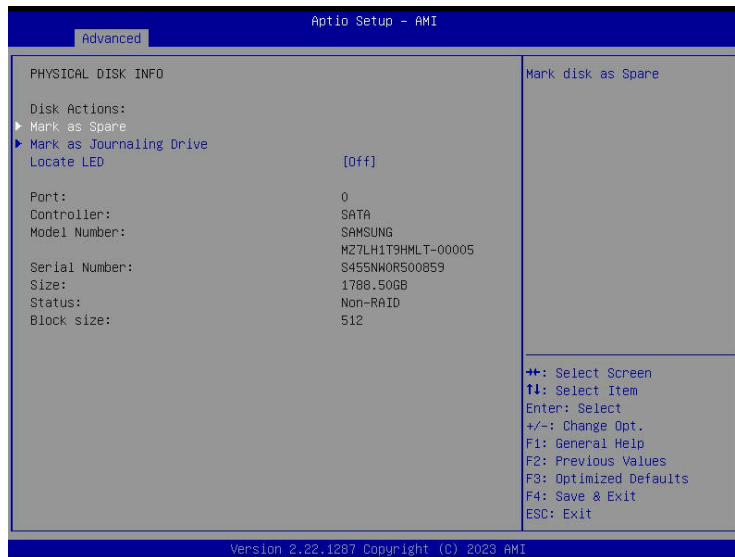 Aptio Setup - AMI
Advanced
PHYSICAL DISK INFO
Mark disk as Spare
Disk Actions:
Mark as Spare
Mark as Journaling Drive
Locate LED [Off]
Port: 0
Controller: SATA
Model Number: SAMSUNG
MZ7LH1T9HMLT-00005
Serial Number: S455NW0R500859
Size: 1788.50GB
Status: Non-RAID
Block size: 512
→←: Select Screen
↑↓: Select Item
Enter: Select
+/-: Change Opt.
F1: General Help
F2: Previous Values
F3: Optimized Defaults
F4: Save & Exit
ESC: Exit
Version 2.22.1287 Copyright (C) 2023 AMI